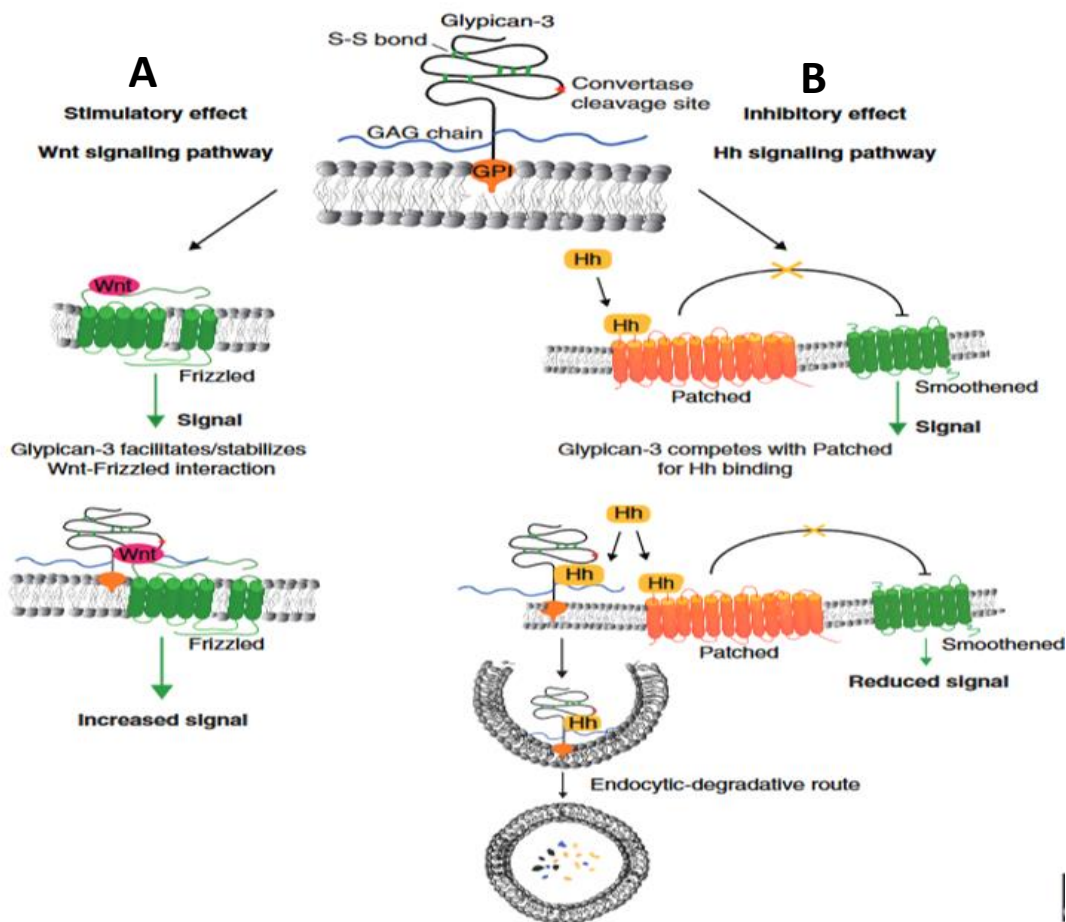 Glypican-3
S-S bond
A
B
Convertase
cleavage site
Stimulatory effect
Inhibitory effect
GAG chain
Wnt signaling pathway
Hh signaling pathway
GPI
Hh
Wnt
Hh
Frizzled
Patched
Smoothened
Signal
Signal
Glypican-3 facilitates/stabilizes
Wnt-Frizzled interaction
Glypican-3 competes with Patched
for Hh binding
Hh
Wnt
Hh
Hh
Frizzled
Patched
Smoothened
Increased signal
Reduced signal
Hh
Endocytic-degradative route